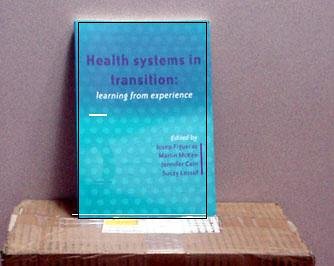 Health systems in
transition:
learning from experience
Edited by
Josep Figueras
Martin McKee
Jennifer Cain
Suszy Lessof